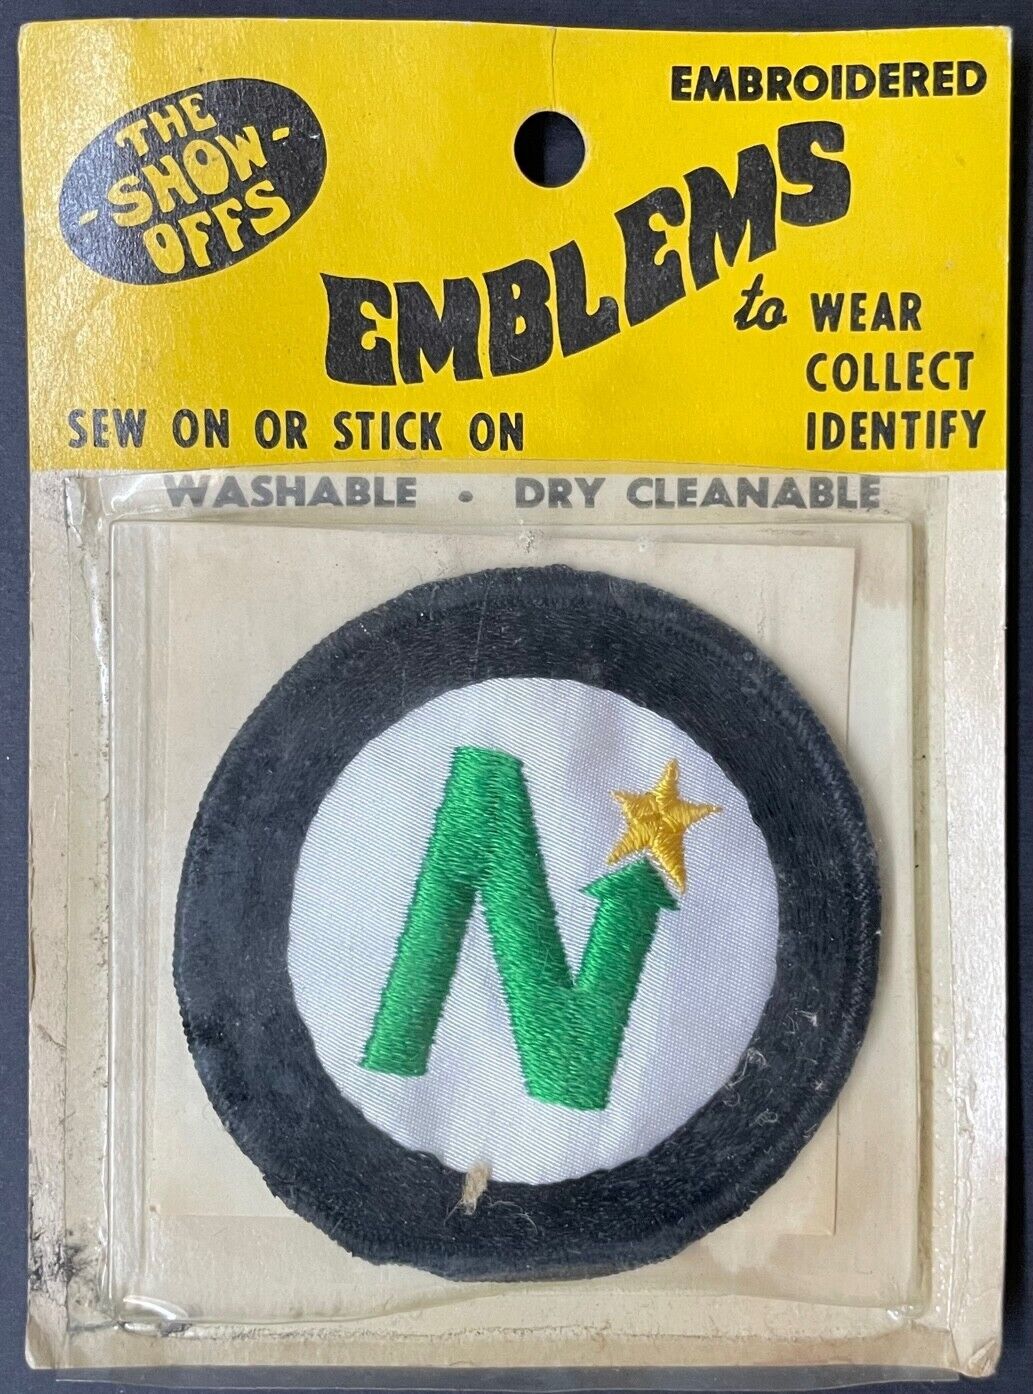 THE
-SHOW-
OFFS
EMBROIDERED
EMBLEMS
to WEAR
COLLECT
IDENTIFY
SEW ON OR STICK ON
WASHABLE • DRY CLEANABLE
N